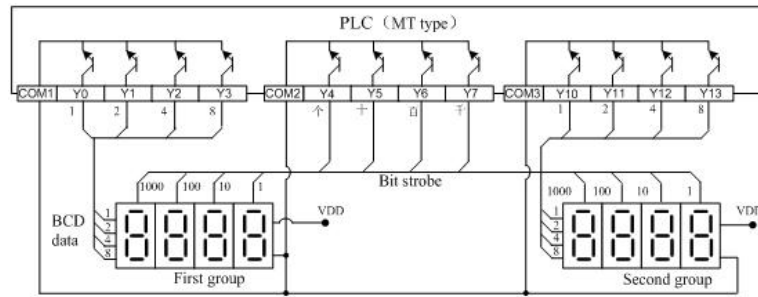 PLC（MT type）
COM1 Y0 Y1 Y2 Y3 COM2 Y4 Y5 Y6 Y7 COM3 Y10 Y11 Y12 Y13
1 2 4 8 个 十 百 千 1 2 4 8
Bit strobe
1000 100 10 1
1000 100 10 1
BCD
data
1
2
4
8
VDD
First group
1
2
4
8
VDD
Second group